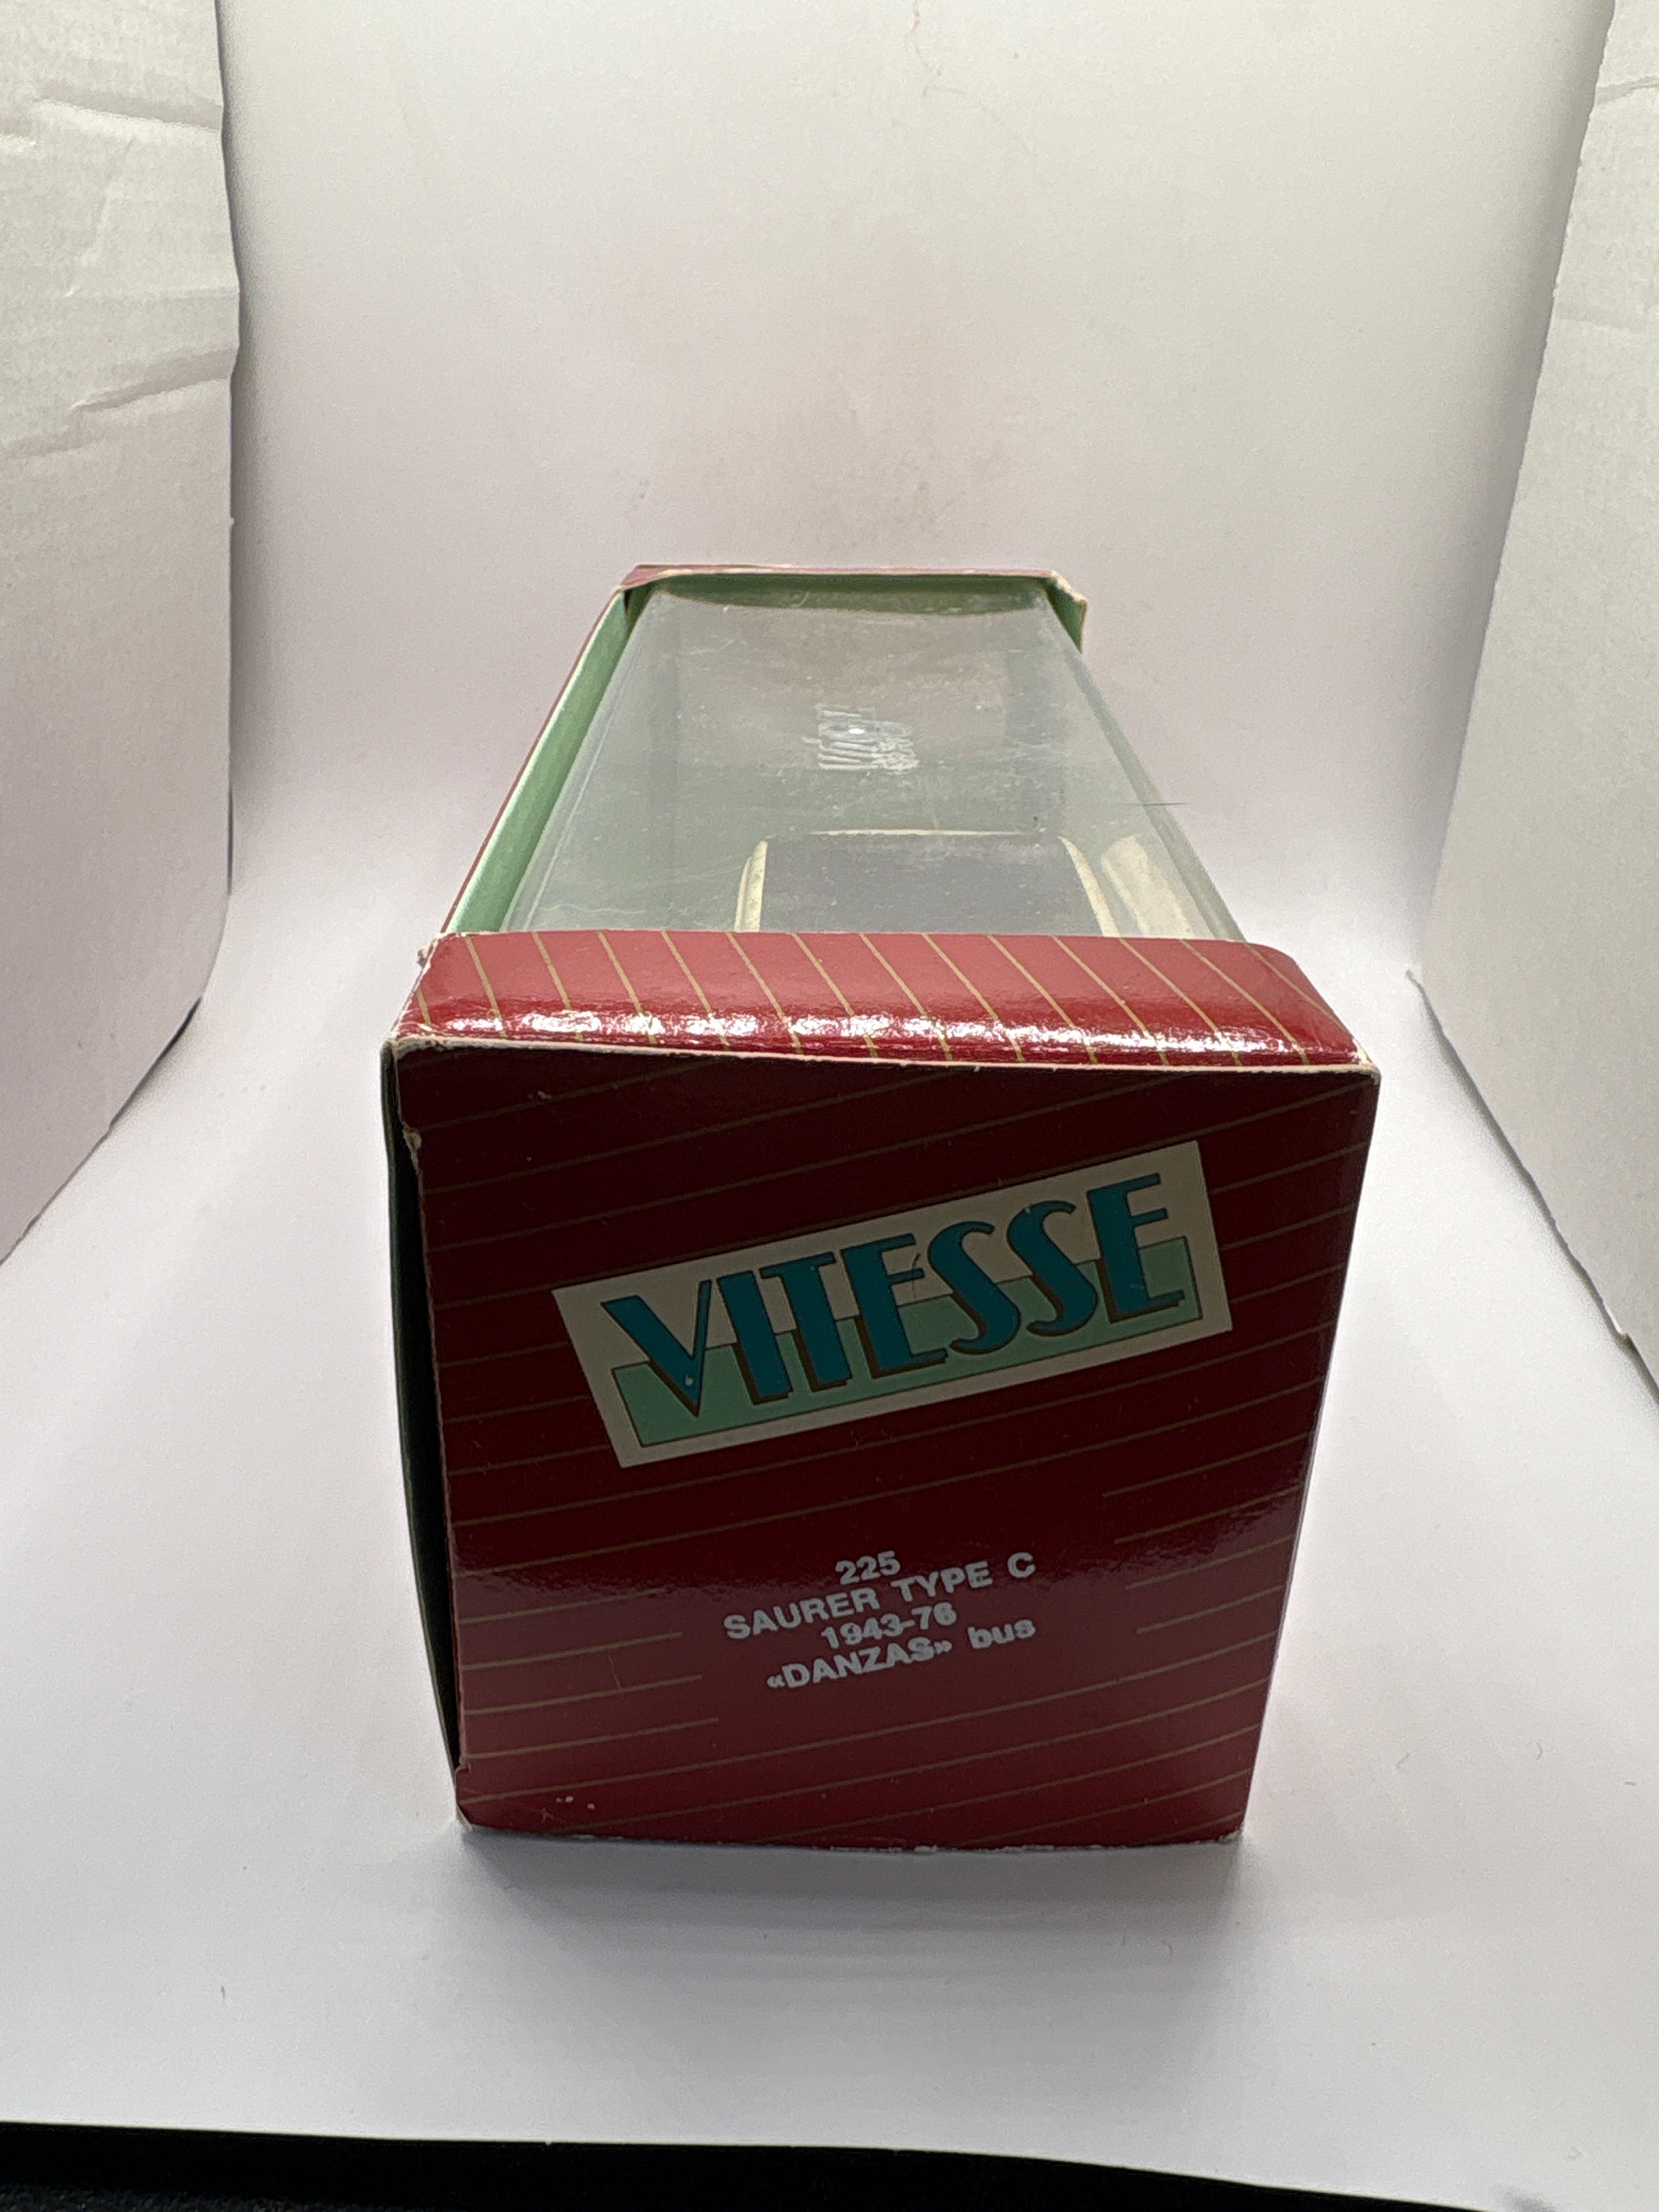 VITESSE
225
SAURER TYPE C
1943-76
«DANZAS» bus